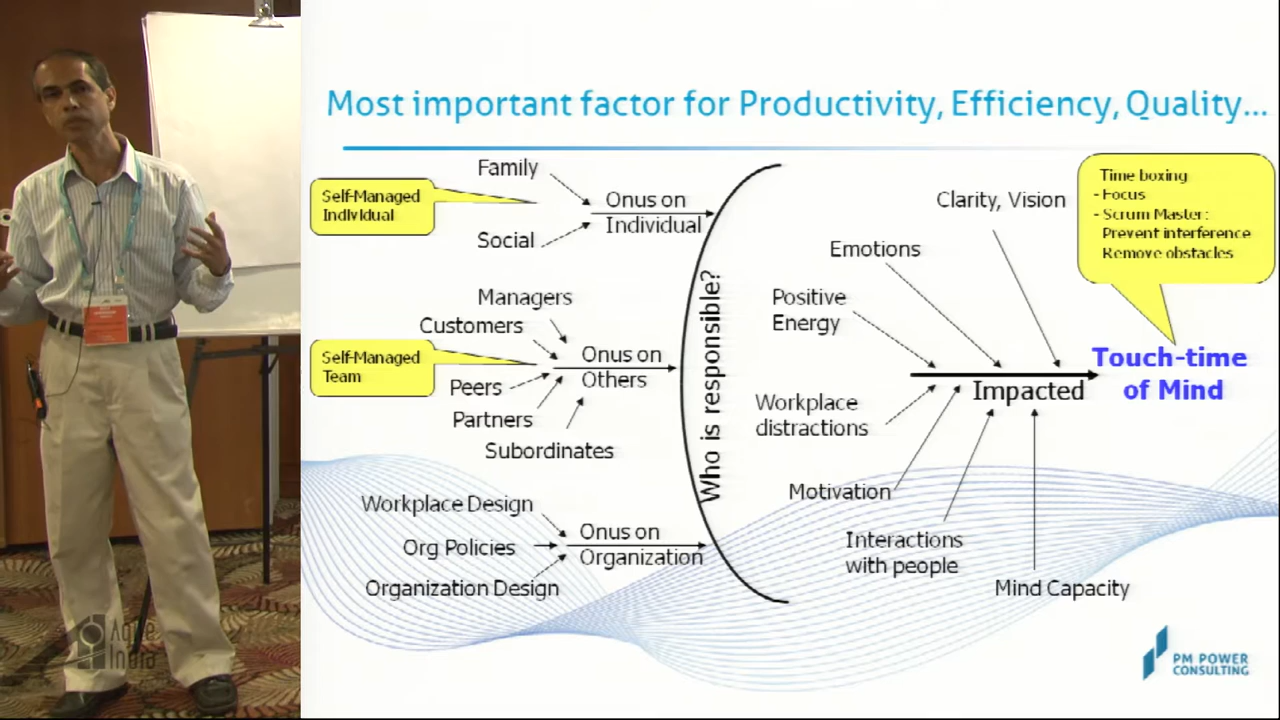 Most important factor for Productivity, Efficiency, Quality...
Self-Managed
Individual
Family
Social
Onus on
Individual
Managers
Customers
Self-Managed
Team
Peers
Partners
Subordinates
Onus on
Others
Workplace Design
Org Policies
Organization Design
Onus on
Organization
Who is responsible?
Clarity, Vision
Emotions
Positive
Energy
Workplace
distractions
Motivation
Interactions
with people
Mind Capacity
Impacted
Time boxing
- Focus
- Scrum Master:
Prevent interference
Remove obstacles
Touch-time
of Mind
Agile
India
PM POWER
CONSULTING